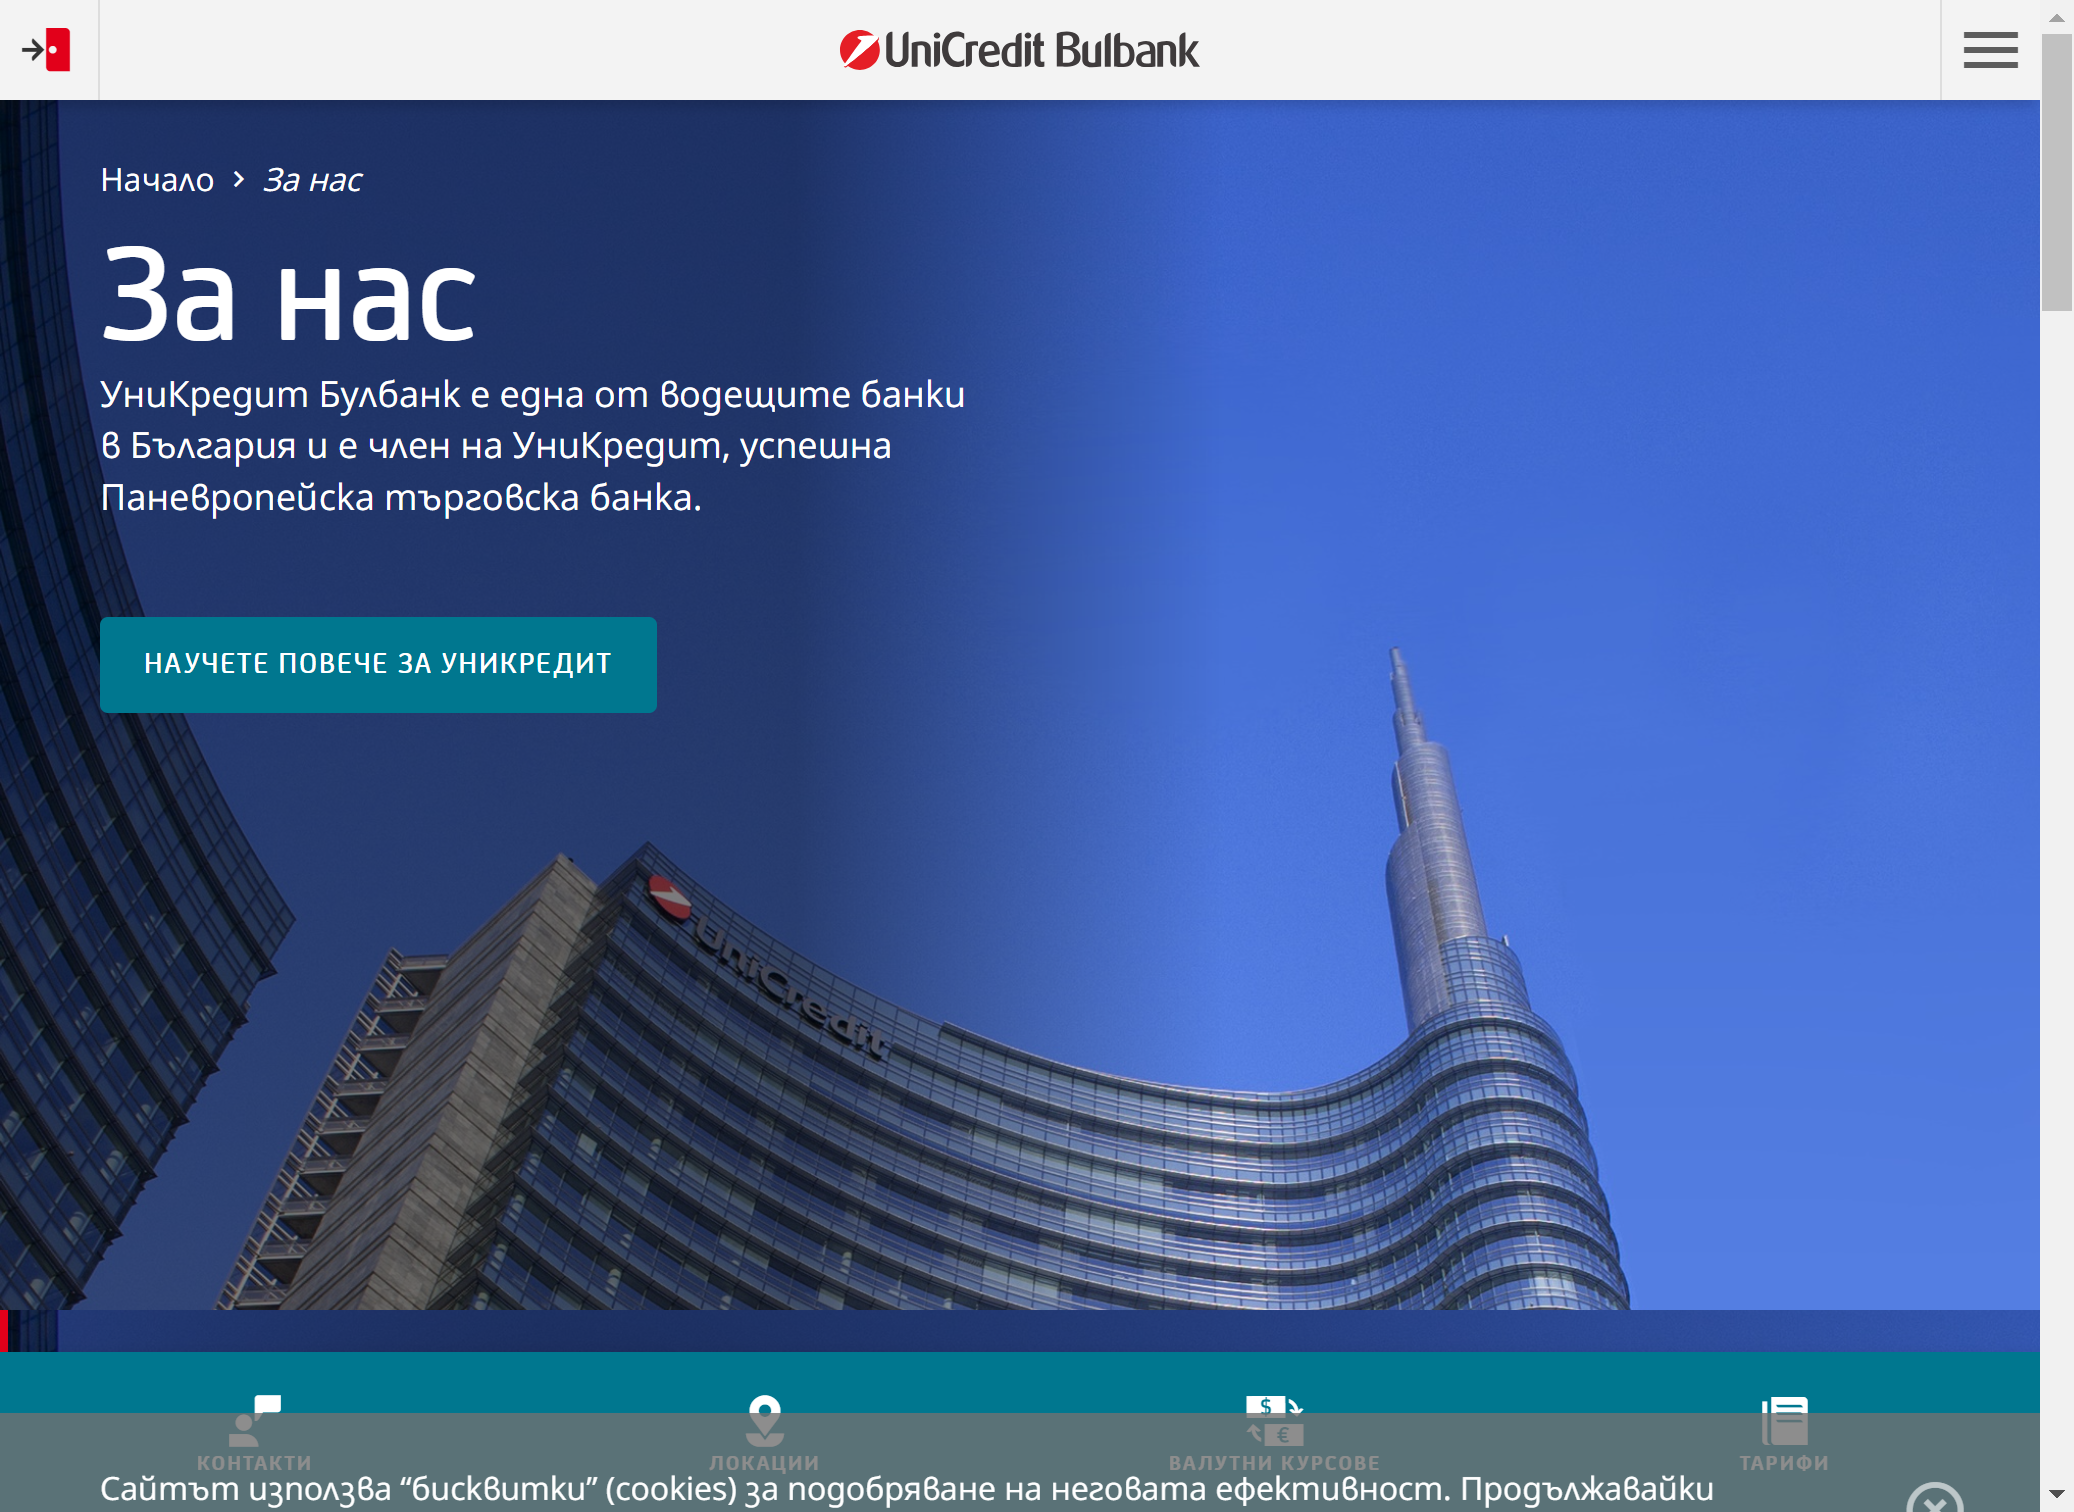 UniCredit Bulbank
Начало > За нас
За нас
УниКредит Булбанк е една от водещите банки
в България и е член на УниКредит, успешна
Паневропейска търговска банка.
НАУЧЕТЕ ПОВЕЧЕ ЗА УНИКРЕДИТ
UniCredit
КОНТАКТИ
ЛОКАЦИИ
ВАЛУТНИ КУРСОВЕ
ТАРИФИ
Сайтът използва “бисквитки” (cookies) за подобряване на неговата ефективност. Продължавайки